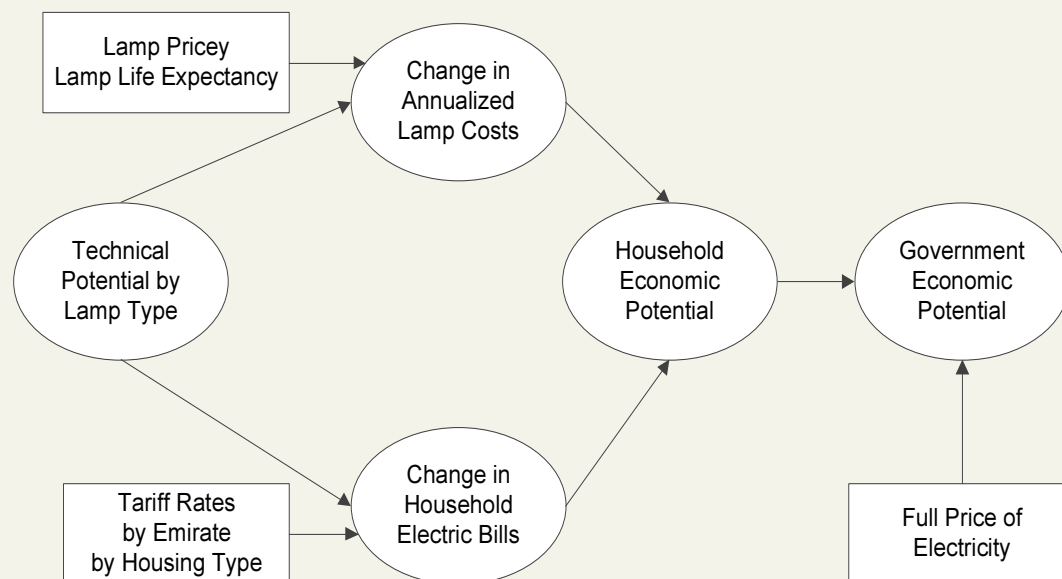 Lamp Pricey
Lamp Life Expectancy
Change in
Annualized
Lamp Costs
Technical
Potential by
Lamp Type
Household
Economic
Potential
Government
Economic
Potential
Tariff Rates
by Emirate
by Housing Type
Change in
Household
Electric Bills
Full Price of
Electricity